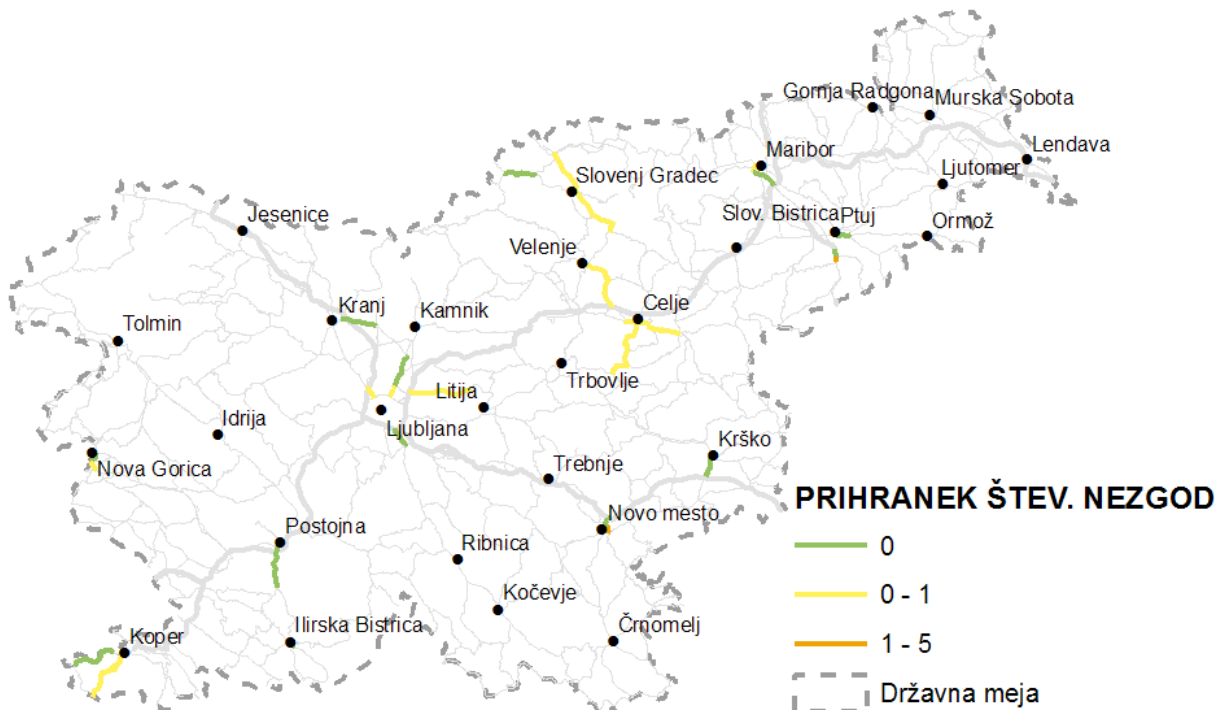 Gornja Radgona
Murska Sobota
Maribor
Lendava
Slovenj Gradec
Ljutomer
Jesenice
Slov. Bistrica
Ptuj
Ormož
Velenje
Kranj
Kamnik
Celje
Tolmin
Trbovlje
Litija
Idrija
Ljubljana
Krško
Nova Gorica
Trebnje
Novo mesto
Postojna
Ribnica
Kočevje
Ilirska Bistrica
Črnomelj
Koper
PRIHRANEK ŠTEV. NEZGOD
0
0 - 1
1 - 5
Državna meja